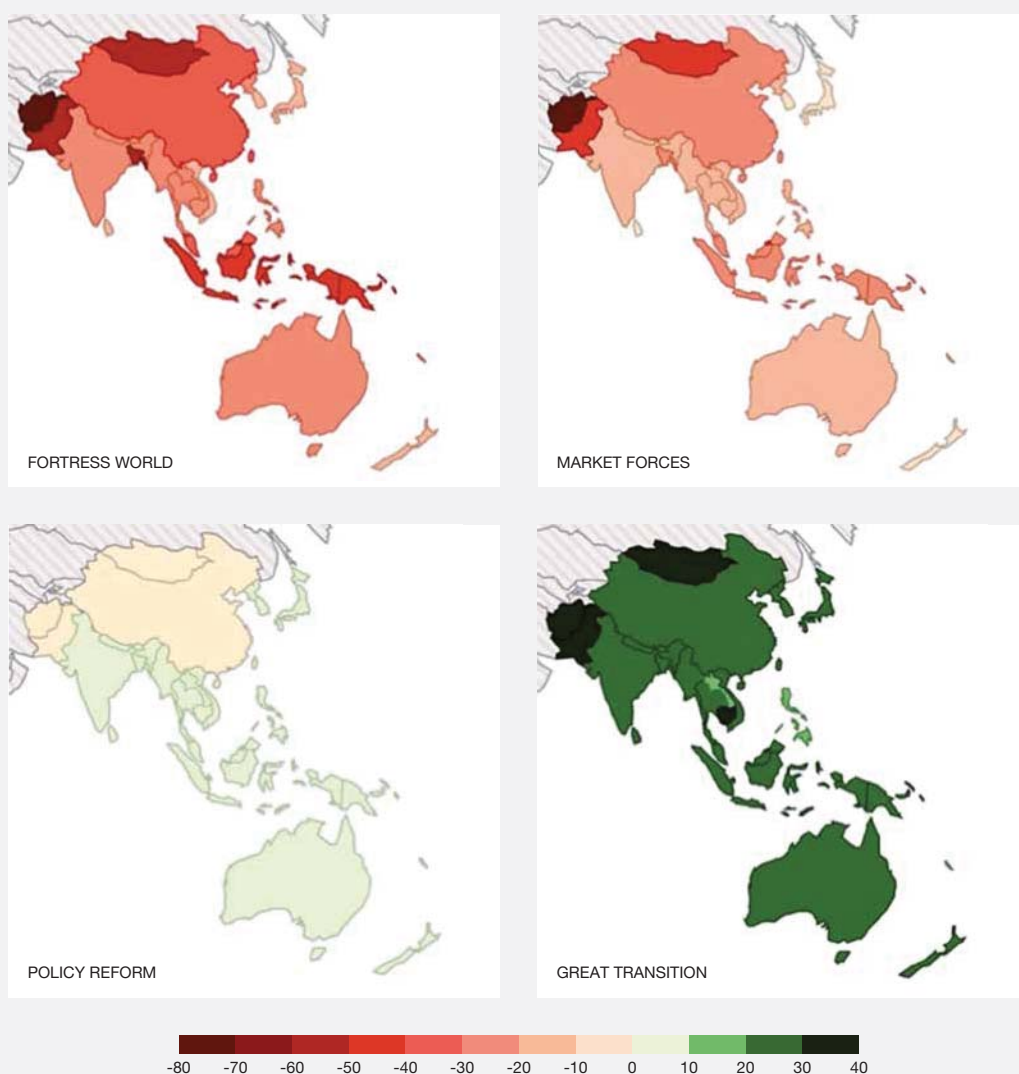 FORTRESS WORLD
MARKET FORCES
POLICY REFORM
GREAT TRANSITION
-80 -70 -60 -50 -40 -30 -20 -10 0 10 20 30 40